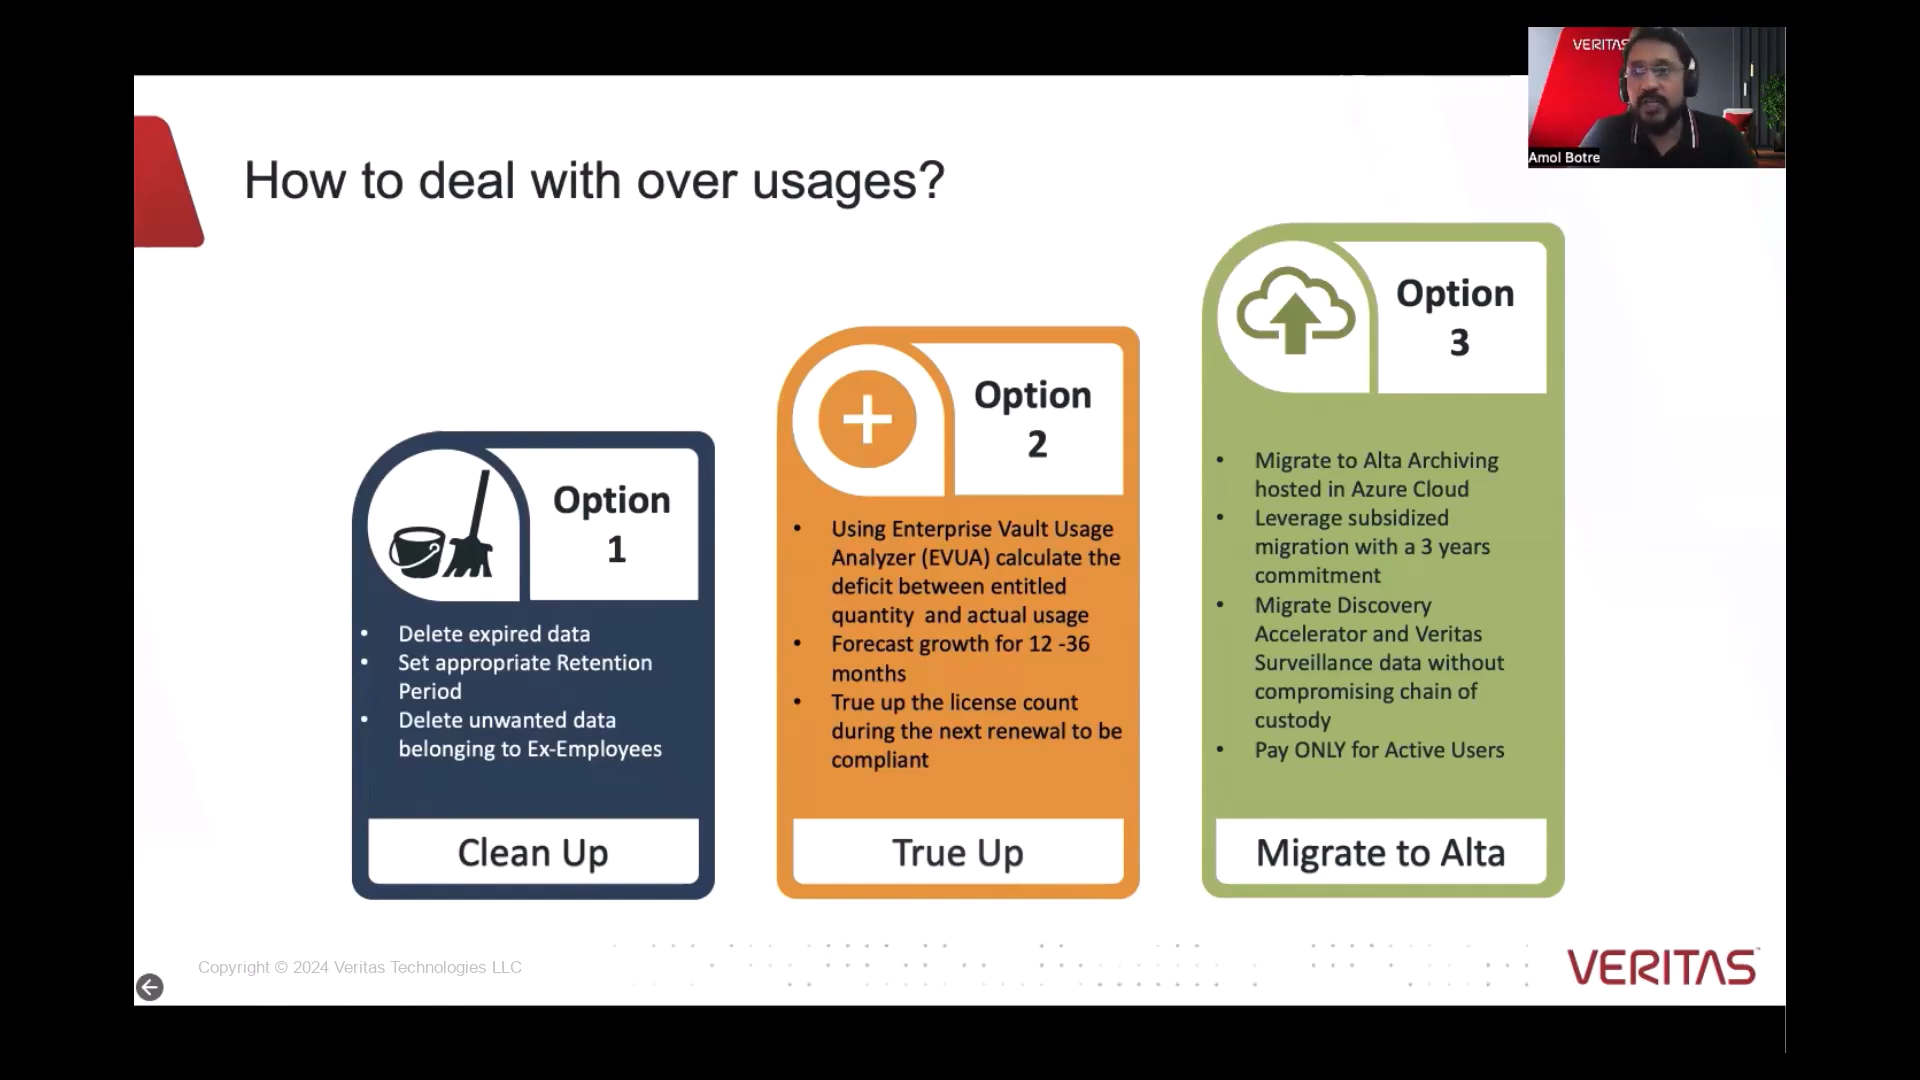 VERITAS
Amol Botre
How to deal with over usages?
Option
1
• Delete expired data
• Set appropriate Retention
Period
• Delete unwanted data
belonging to Ex-Employees
Clean Up
Option
2
• Using Enterprise Vault Usage
Analyzer (EVUA) calculate the
deficit between entitled
quantity and actual usage
• Forecast growth for 12 -36
months
• True up the license count
during the next renewal to be
compliant
True Up
Option
3
• Migrate to Alta Archiving
hosted in Azure Cloud
• Leverage subsidized
migration with a 3 years
commitment
• Migrate Discovery
Accelerator and Veritas
Surveillance data without
compromising chain of
custody
• Pay ONLY for Active Users
Migrate to Alta
Copyright © 2024 Veritas Technologies LLC
VERITAS